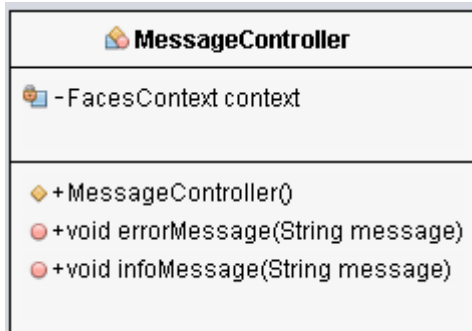 MessageController
-FacesContext context
+MessageController()
+void errorMessage(String message)
+void infoMessage(String message)